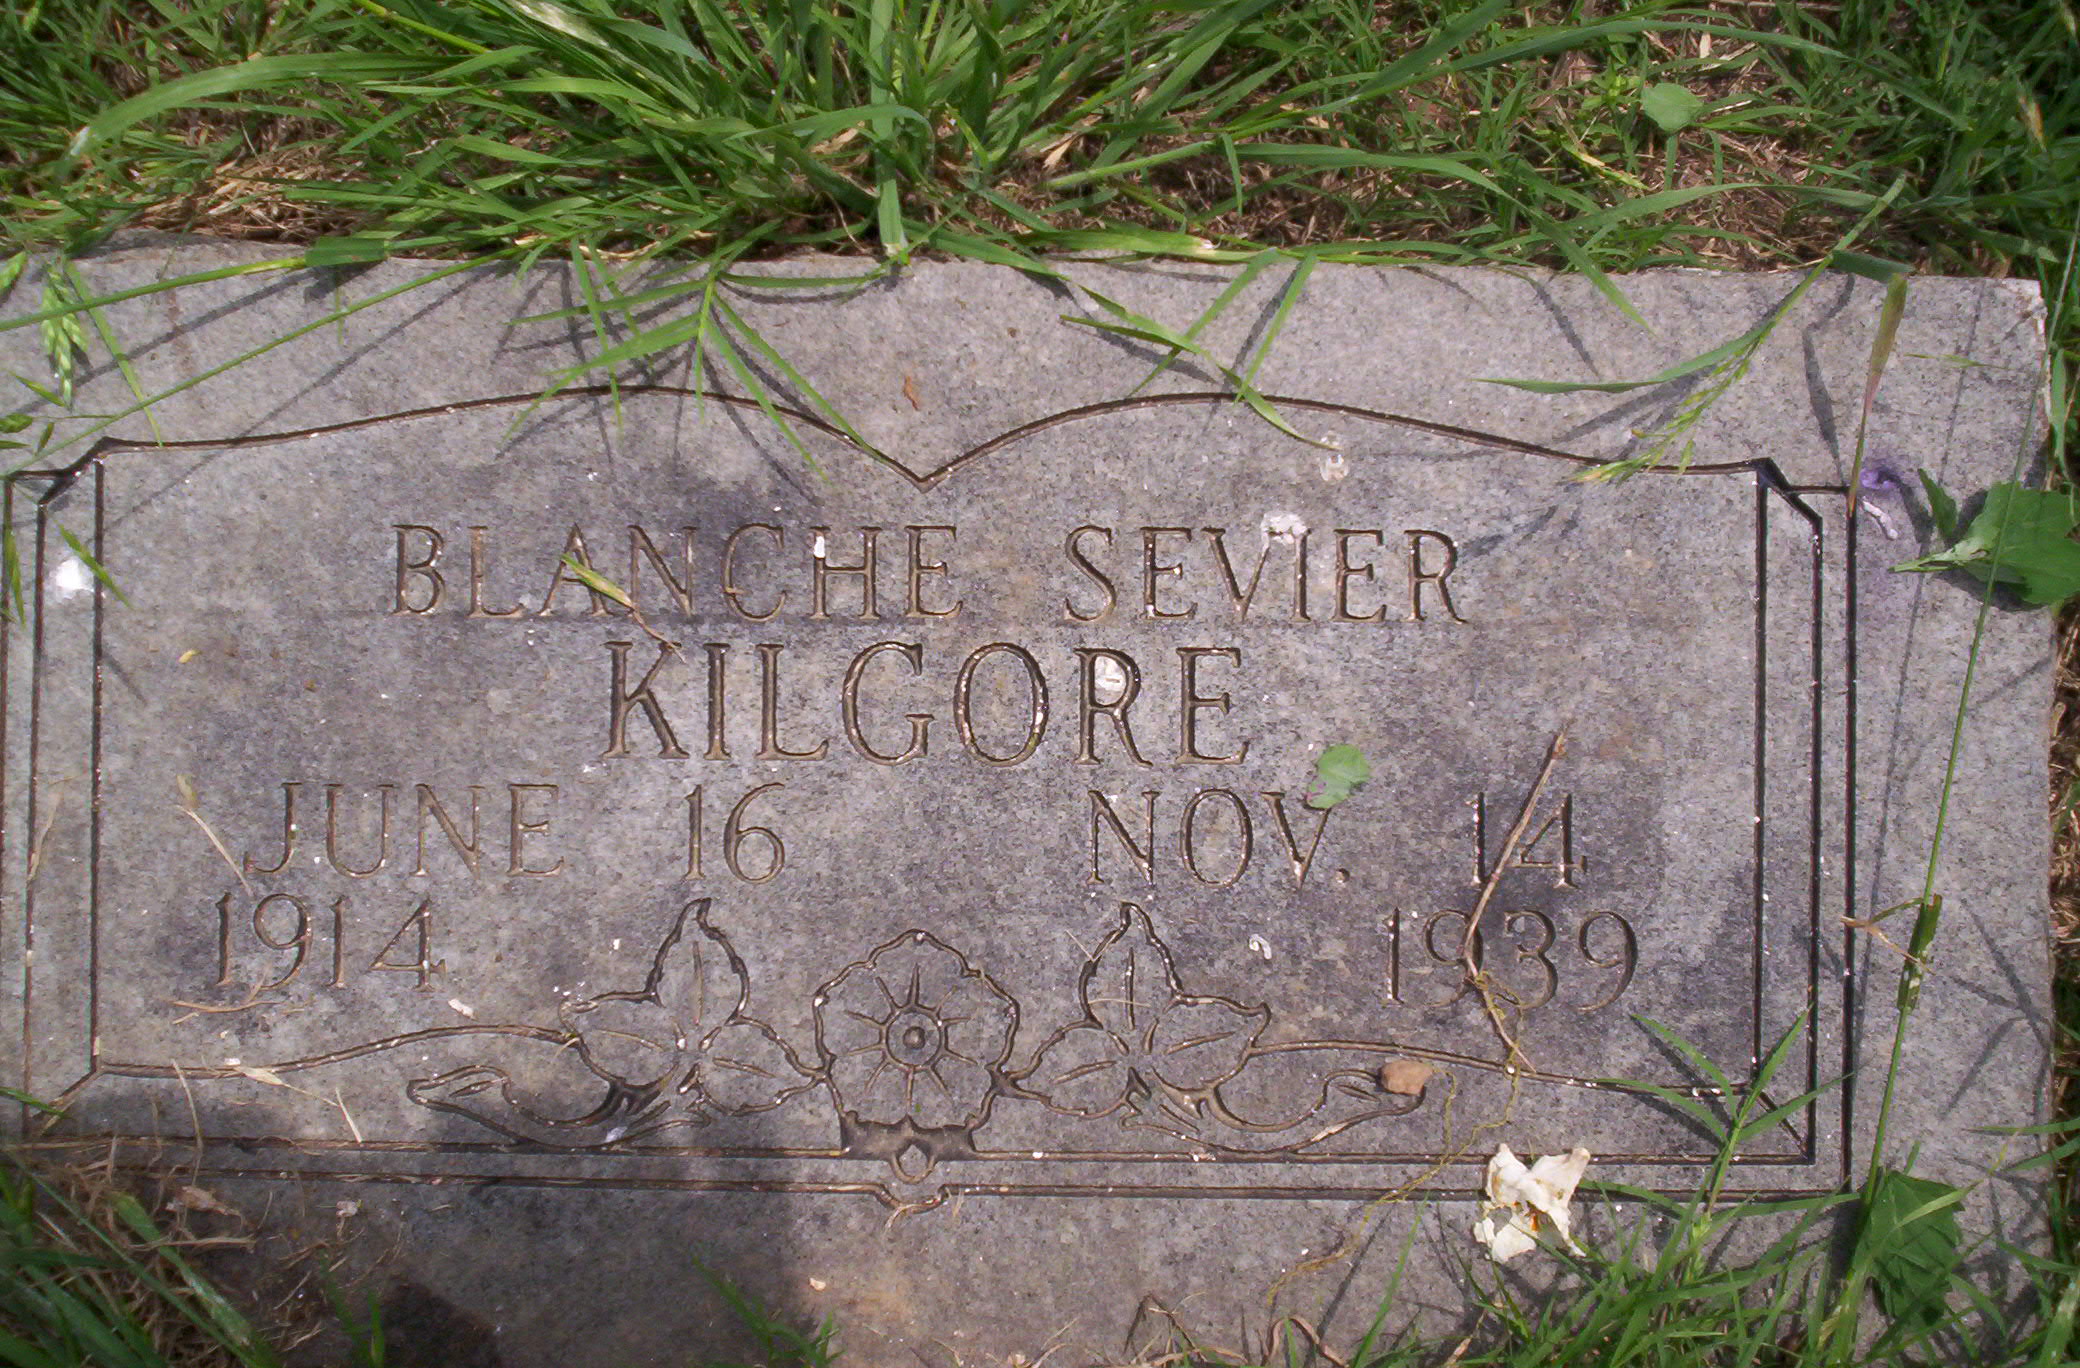 BLANCHE SEVIER
KILGORE
JUNE 16 NOV. 14
1914 1939